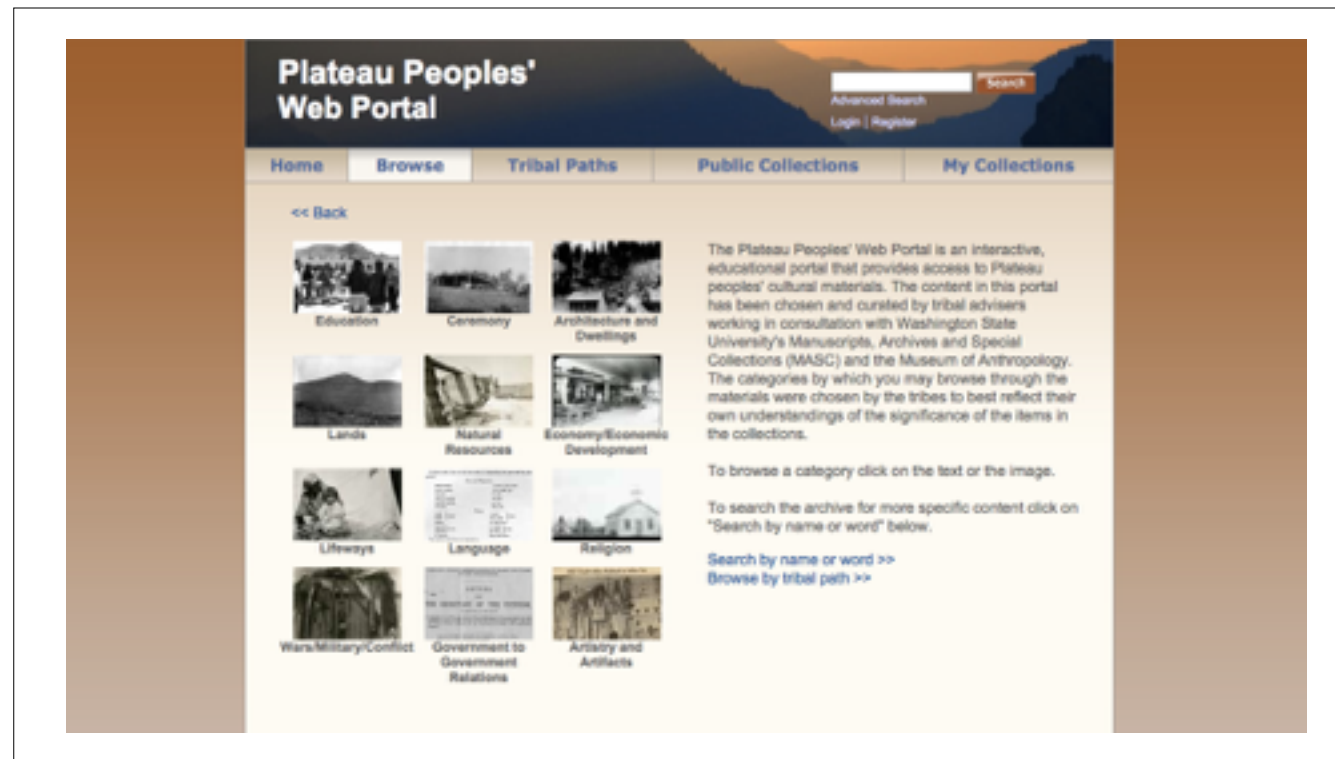 Plateau Peoples'
Web Portal
Search
Advanced Search
Login | Register
Home
Browse
Tribal Paths
Public Collections
My Collections
<< Back
Education
Ceremony
Architecture and
Dwellings
Lands
Natural
Resources
Economy/Economic
Development
Lifeways
Language
Religion
Wars/Military/Conflict
Government to
Government
Relations
Artistry and
Artifacts
The Plateau Peoples' Web Portal is an interactive,
educational portal that provides access to Plateau
peoples' cultural materials. The content in this portal
has been chosen and curated by tribal advisers
working in consultation with Washington State
University's Manuscripts, Archives and Special
Collections (MASC) and the Museum of Anthropology.
The categories by which you may browse through the
materials were chosen by the tribes to best reflect their
own understandings of the significance of the items in
the collections.
To browse a category click on the text or the image.
To search the archive for more specific content click on
"Search by name or word" below.
Search by name or word >>
Browse by tribal path >>